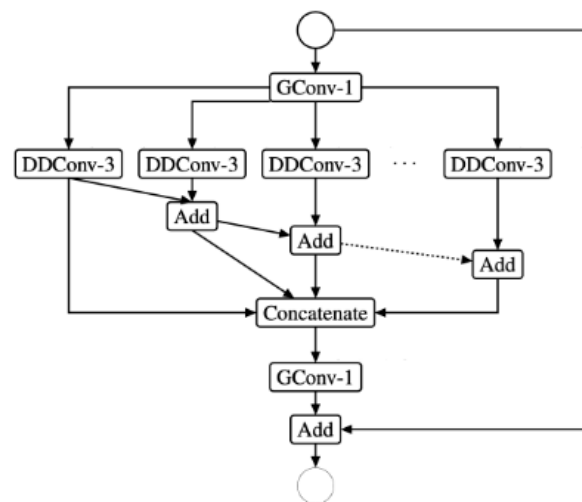 GConv-1
DDConv-3 DDConv-3 DDConv-3 ... DDConv-3
Add
Add
Add
Concatenate
GConv-1
Add